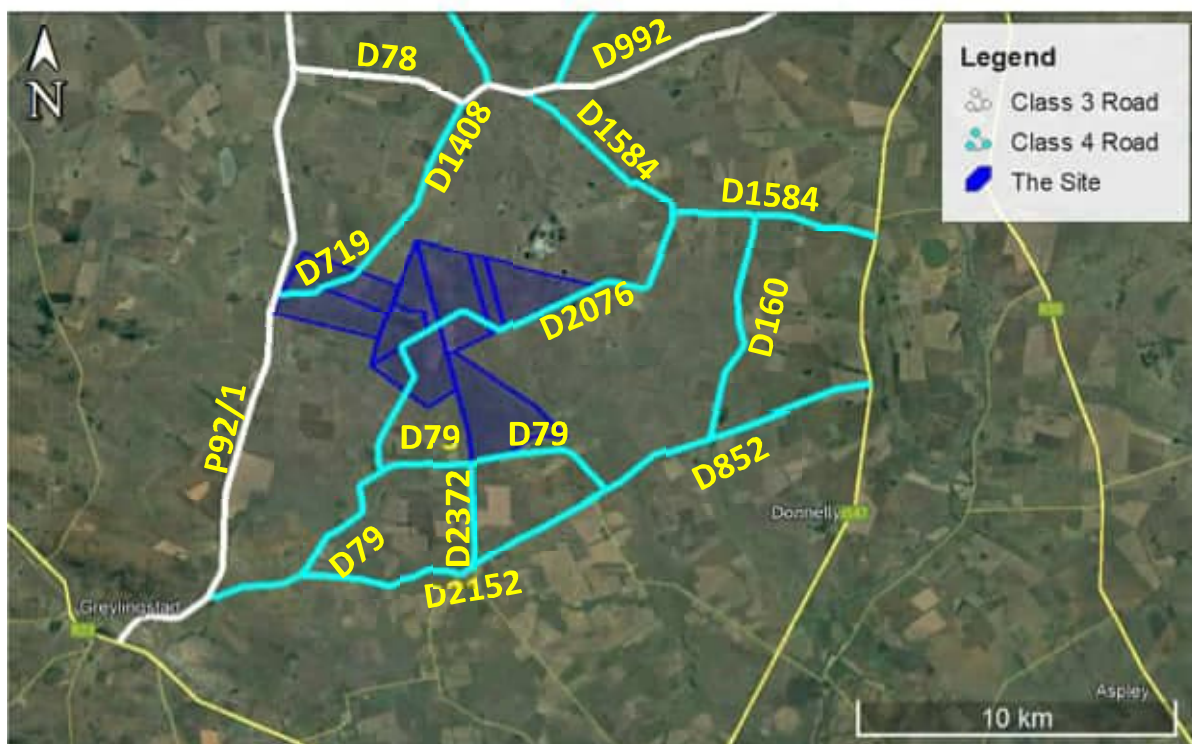 N
D78
D992
Legend
Class 3 Road
Class 4 Road
The Site
D1408
D1584
D1584
D719
D2076
D160
P92/1
D79
D79
D852
D2372
D79
D2152
Donnelly
Greylingstad
Aspley
10 km